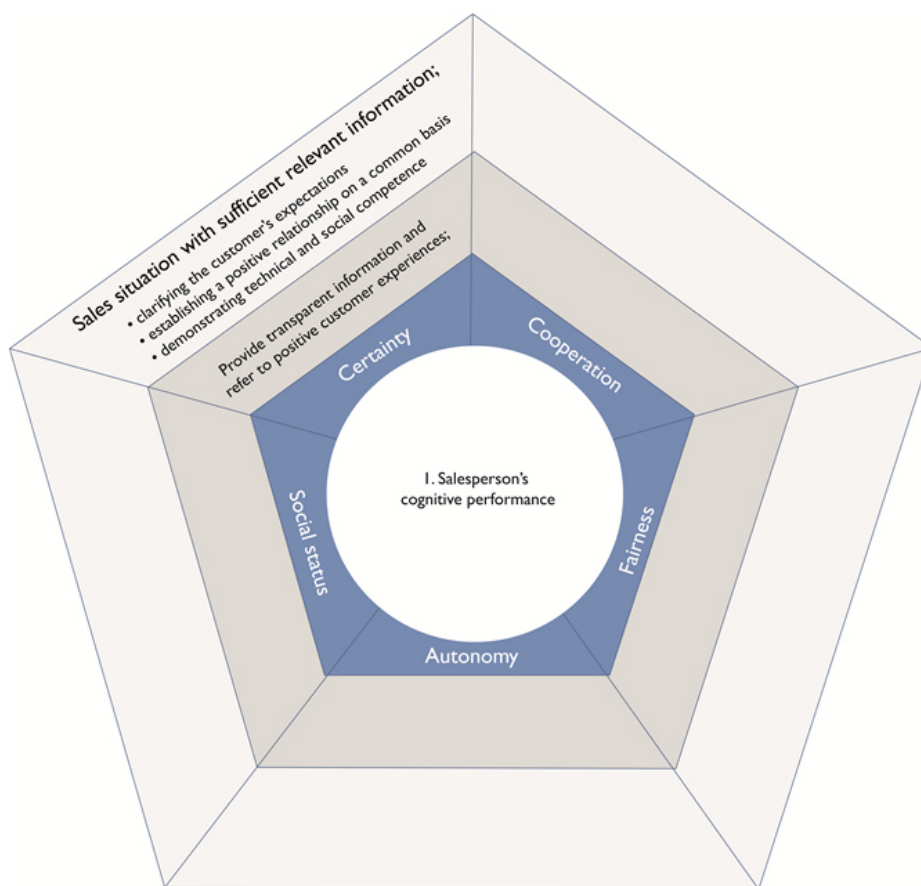 Sales situation with sufficient relevant information;
• clarifying the customer's expectations
• establishing a positive relationship on a common basis
• demonstrating technical and social competence
Provide transparent information and
refer to positive customer experiences;
Certainty
Cooperation
1. Salesperson's
cognitive performance
Social status
Fairness
Autonomy